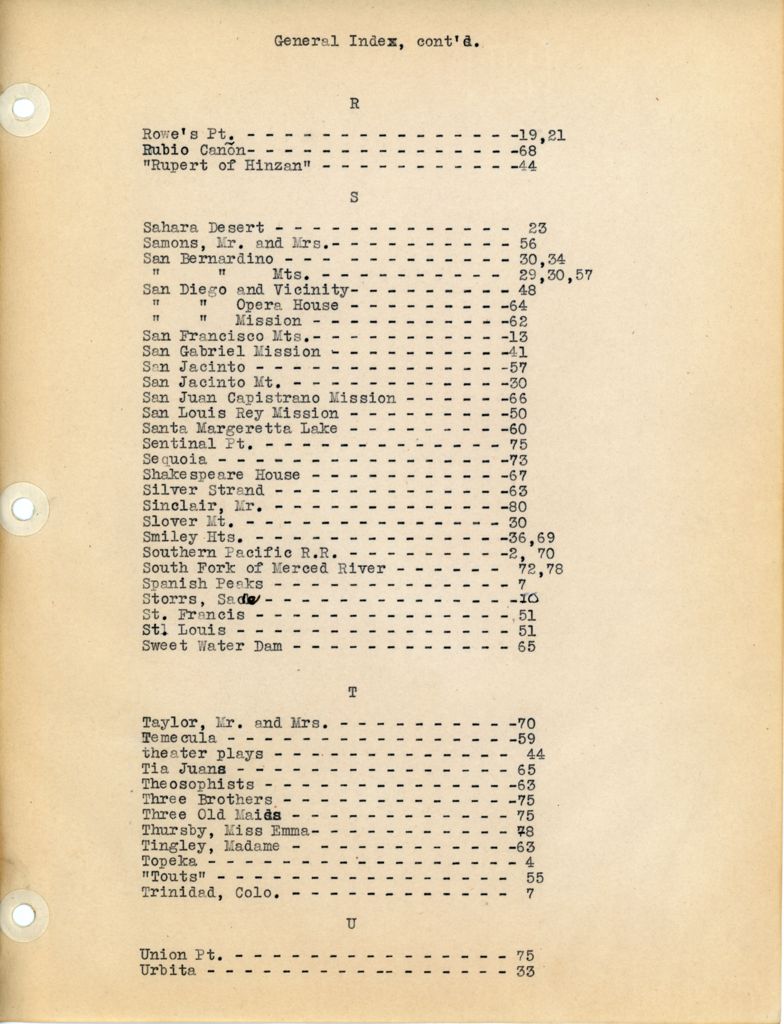 General Index, cont'd.
R
Rowe's Pt. - - - - - - - - - - - - - - -19,21
Rubio Canõn- - - - - - - - - - - - - - -68
"Rupert of Hinzan" - - - - - - - - - - -44
S
Sahara Desert - - - - - - - - - - - - - 23
Samons, Mr. and Mrs.- - - - - - - - - - 56
San Bernardino - - - - - - - - - - - - 30,34
" " Mts. - - - - - - - - - - 29,30,57
San Diego and Vicinity- - - - - - - - - 48
" " Opera House - - - - - - - - -64
" " Mission - - - - - - - - - - -62
San Francisco Mts.- - - - - - - - - - -13
San Gabriel Mission - - - - - - - - - -41
San Jacinto - - - - - - - - - - - - - -57
San Jacinto Mt. - - - - - - - - - - - -30
San Juan Capistrano Mission - - - - - -66
San Louis Rey Mission - - - - - - - - -50
Santa Margeretta Lake - - - - - - - - -60
Sentinal Pt. - - - - - - - - - - - - - 75
Sequoia - - - - - - - - - - - - - - - -73
Shakespeare House - - - - - - - - - - -67
Silver Strand - - - - - - - - - - - - -63
Sinclair, Mr. - - - - - - - - - - - - -80
Slover Mt. - - - - - - - - - - - - - - 30
Smiley Hts. - - - - - - - - - - - - - -36,69
Southern Pacific R.R. - - - - - - - - -2, 70
South Fork of Merced River - - - - - - 72,78
Spanish Peaks - - - - - - - - - - - - - 7
Storrs, Sade- - - - - - - - - - - - - -10
St. Francis - - - - - - - - - - - - - - 51
Stl Louis - - - - - - - - - - - - - - - 51
Sweet Water Dam - - - - - - - - - - - - 65
T
Taylor, Mr. and Mrs. - - - - - - - - - -70
Temecula - - - - - - - - - - - - - - - -59
theater plays - - - - - - - - - - - - - 44
Tia Juana - - - - - - - - - - - - - - - 65
Theosophists - - - - - - - - - - - - - -63
Three Brothers - - - - - - - - - - - - -75
Three Old Maids - - - - - - - - - - - - 75
Thursby, Miss Emma- - - - - - - - - - - 78
Tingley, Madame - - - - - - - - - - - -63
Topeka - - - - - - - - - - - - - - - - - 4
"Touts" - - - - - - - - - - - - - - - - 55
Trinidad, Colo. - - - - - - - - - - - - 7
U
Union Pt. - - - - - - - - - - - - - - - 75
Urbita - - - - - - - - - - -- - - - - - 33